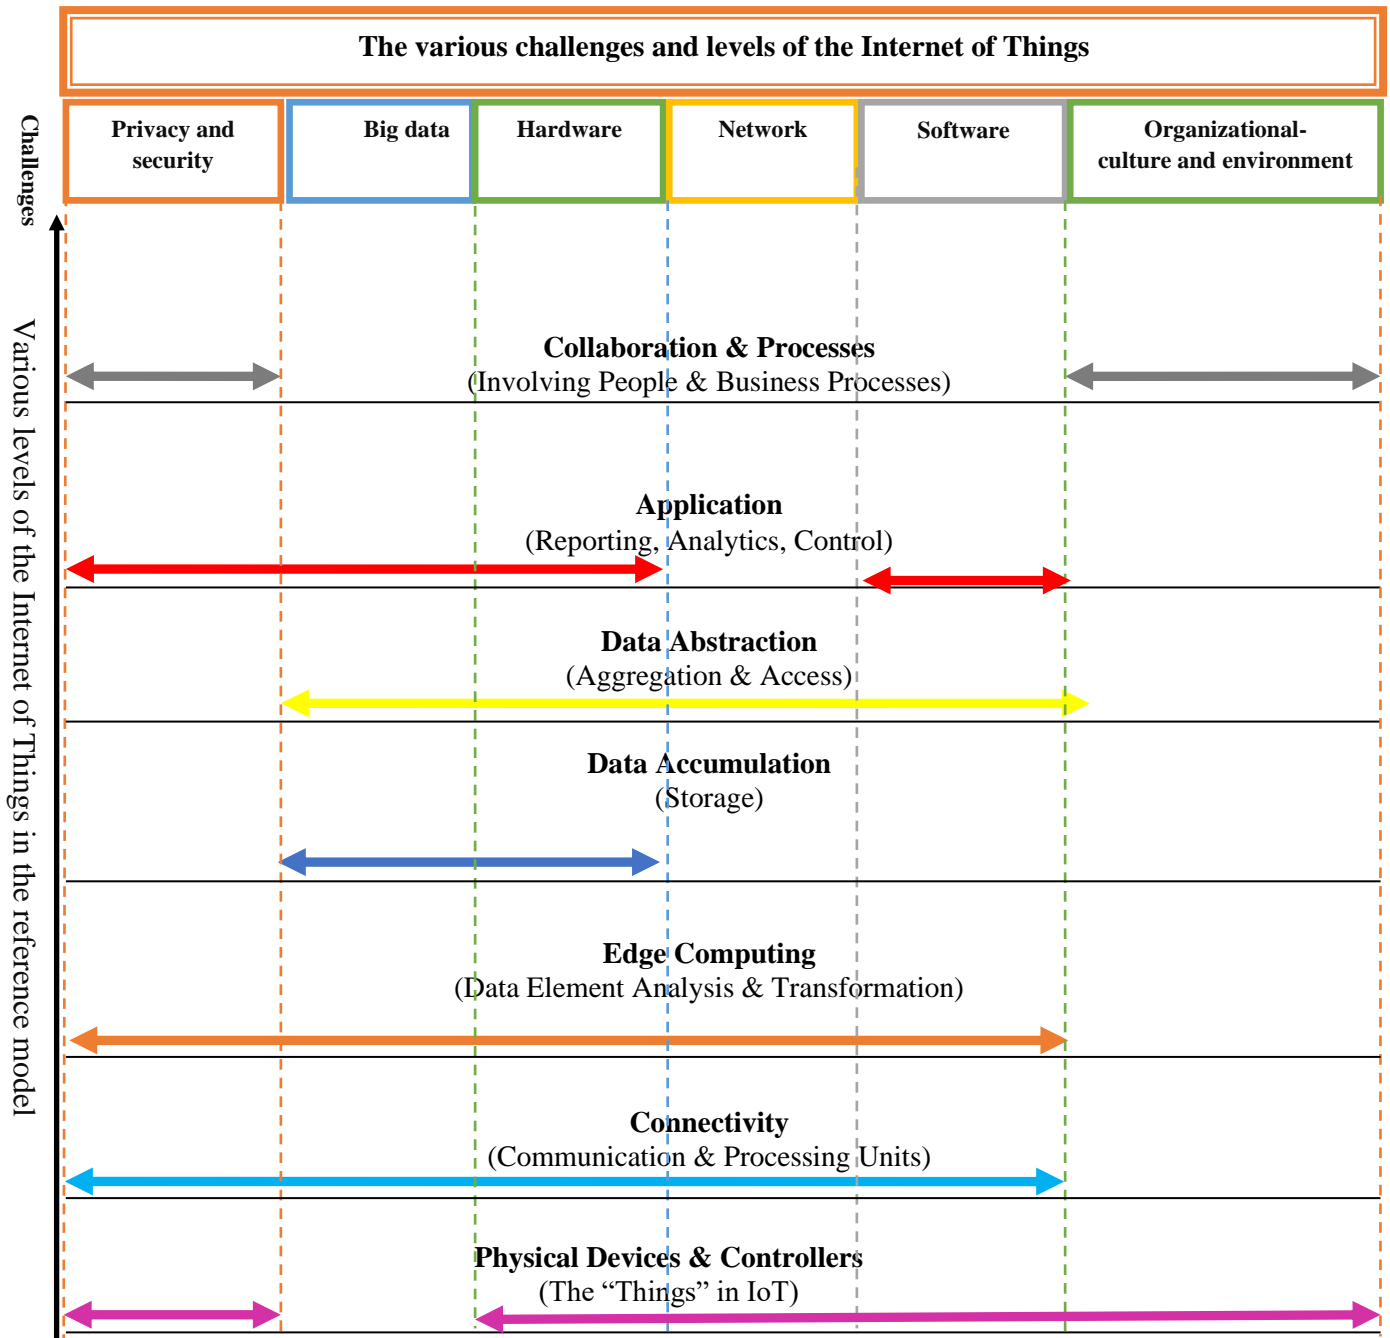 The various challenges and levels of the Internet of Things
Challenges
Privacy and
security
Big data
Hardware
Network
Software
Organizational-
culture and environment
Various levels of the Internet of Things in the reference model
Collaboration & Processes
(Involving People & Business Processes)
Application
(Reporting, Analytics, Control)
Data Abstraction
(Aggregation & Access)
Data Accumulation
(Storage)
Edge Computing
(Data Element Analysis & Transformation)
Connectivity
(Communication & Processing Units)
Physical Devices & Controllers
(The “Things” in IoT)